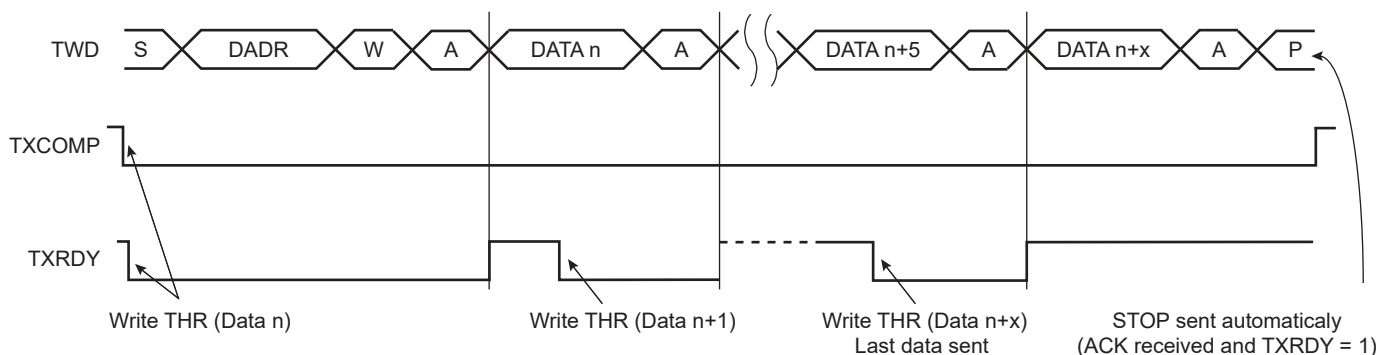 TWD S DADR W A DATA n A DATA n+5 A DATA n+x A P
TXCOMP
TXRDY
Write THR (Data n)
Write THR (Data n+1)
Write THR (Data n+x)
Last data sent
STOP sent automaticaly
(ACK received and TXRDY = 1)